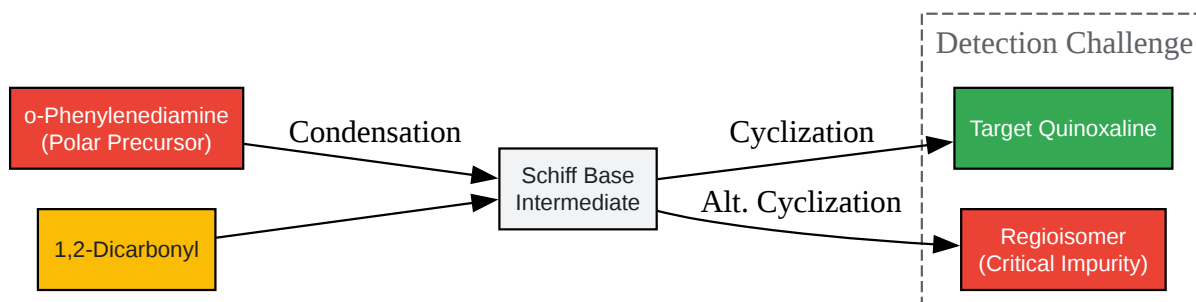 Detection Challenge
o-Phenylenediamine
(Polar Precursor)
Condensation
Cyclization
Target Quinoxaline
Schiff Base
Intermediate
Alt. Cyclization
1,2-Dicarbonyl
Regioisomer
(Critical Impurity)